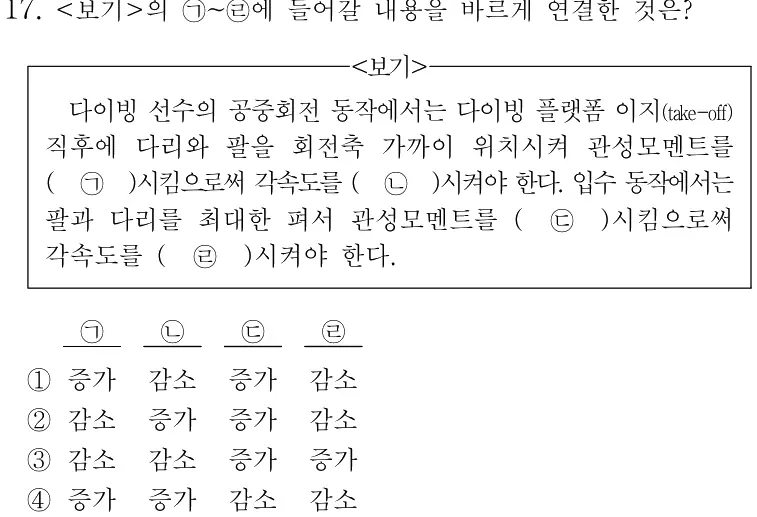 17. <보기>의 ㉠~㉣에 들어갈 내용을 바르게 연결한 것은?
<보기>
다이빙 선수의 공중회전 동작에서는 다이빙 플랫폼 이지(take-off)
직후에 다리와 팔을 회전축 가까이 위치시켜 관성모멘트를
( ㉠ )시킴으로써 각속도를 ( ㉡ )시켜야 한다. 입수 동작에서는
팔과 다리를 최대한 펴서 관성모멘트를 ( ㉢ )시킴으로써
각속도를 ( ㉣ )시켜야 한다.
㉠ ㉡ ㉢ ㉣
① 증가 감소 증가 감소
② 감소 증가 증가 감소
③ 감소 감소 증가 증가
④ 증가 증가 감소 감소